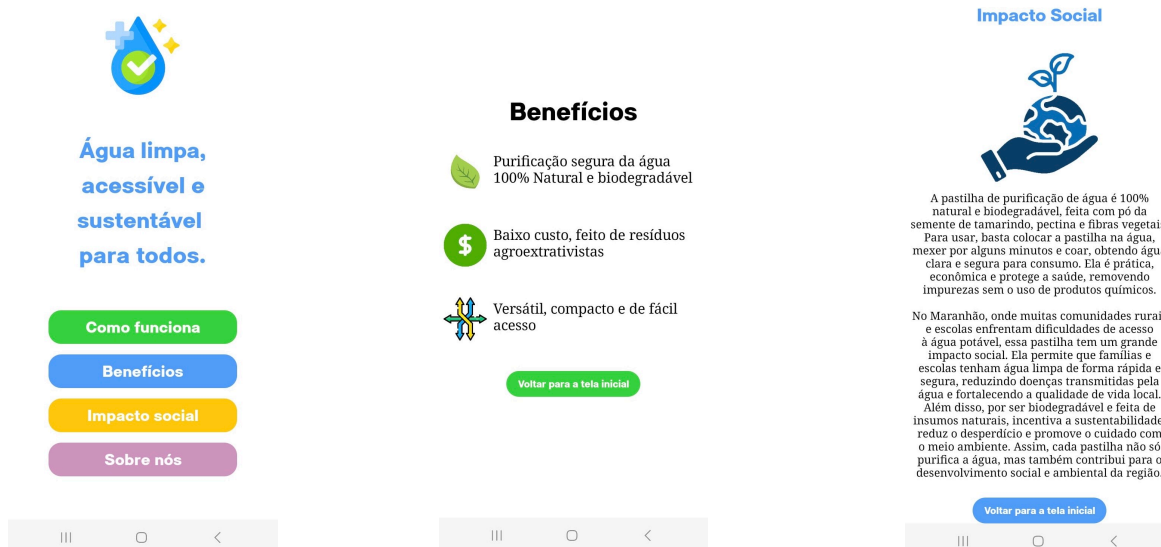 Água limpa,
acessível e
sustentável
para todos.
Como funciona
Benefícios
Impacto social
Sobre nós
Benefícios
Purificação segura da água
100% Natural e biodegradável
$
Baixo custo, feito de resíduos
agroextrativistas
Versátil, compacto e de fácil
acesso
Voltar para a tela inicial
Impacto Social
A pastilha de purificação de água é 100%
natural e biodegradável, feita com pó da
semente de tamarindo, pectina e fibras vegetai
Para usar, basta colocar a pastilha na água,
mexer por alguns minutos e coar, obtendo águ
clara e segura para consumo. Ela é prática,
econômica e protege a saúde, removendo
impurezas sem o uso de produtos químicos.
No Maranhão, onde muitas comunidades rurai
e escolas enfrentam dificuldades de acesso
à água potável, essa pastilha tem um grande
impacto social. Ela permite que famílias e
escolas tenham água limpa de forma rápida e
segura, reduzindo doenças transmitidas pela
água e fortalecendo a qualidade de vida local.
Além disso, por ser biodegradável e feita de
insumos naturais, incentiva a sustentabilidade
reduz o desperdício e promove o cuidado com
o meio ambiente. Assim, cada pastilha não só
purifica a água, mas também contribui para o
desenvolvimento social e ambiental da região.
Voltar para a tela inicial